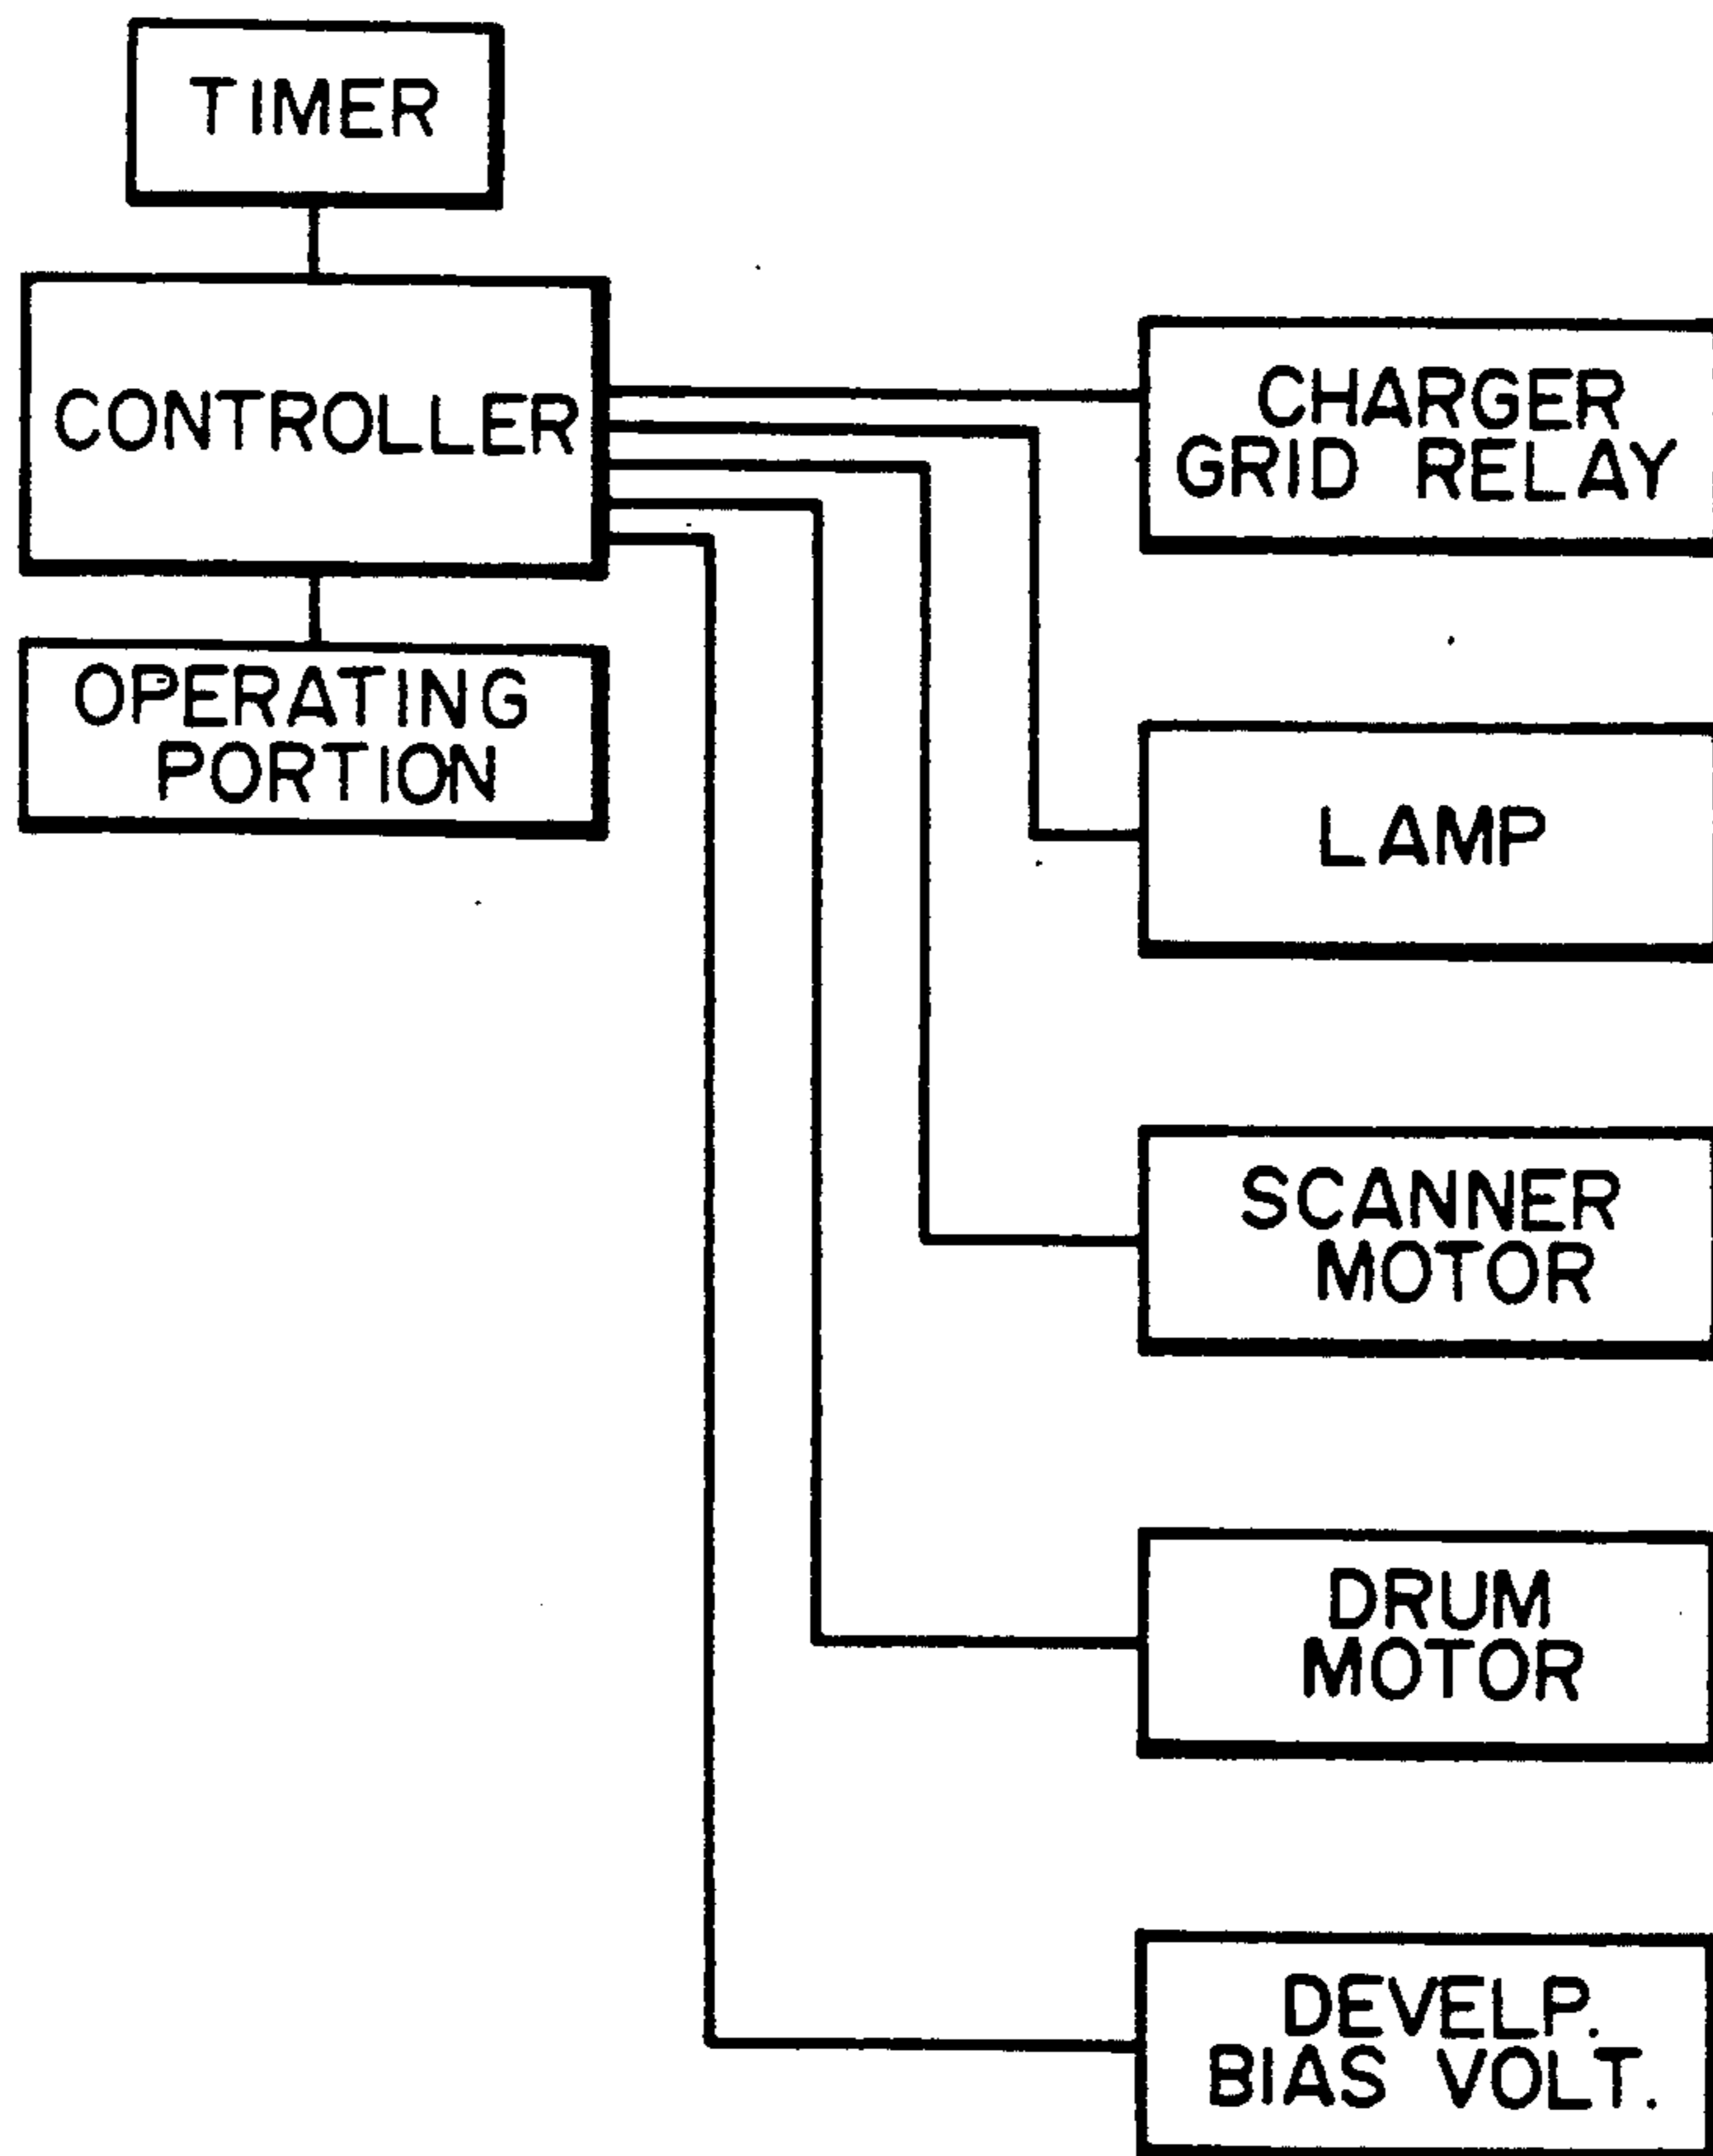 TIMER
CONTROLLER
OPERATING
PORTION
CHARGER
GRID RELAY
LAMP
SCANNER
MOTOR
DRUM
MOTOR
DEVELP.
BIAS VOLT.